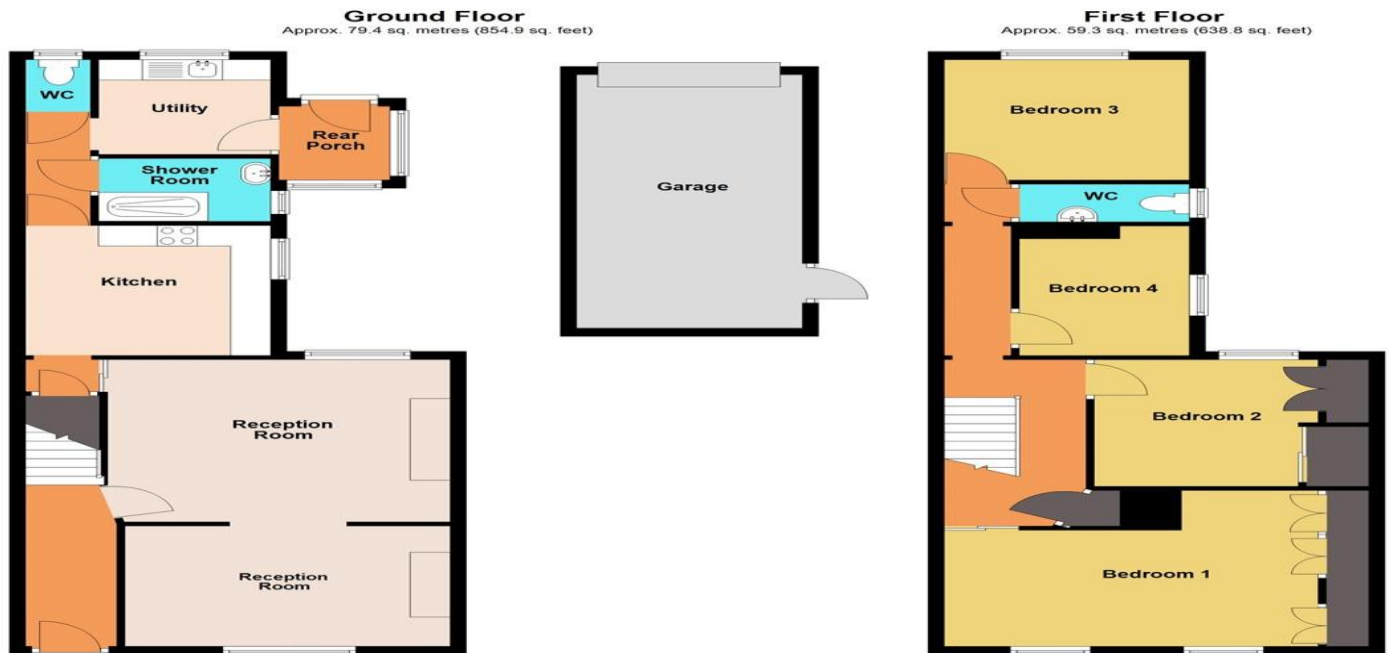 Ground Floor
Approx. 79.4 sq. metres (854.9 sq. feet)
WC
Utility
Rear
Porch
Shower
Room
Kitchen
Reception
Room
Reception
Room
Garage
First Floor
Approx. 59.3 sq. metres (638.8 sq. feet)
Bedroom 3
WC
Bedroom 4
Bedroom 2
Bedroom 1